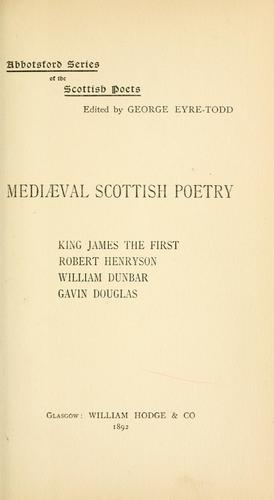 Abbotsford Series
of the
Scottish Poets
Edited by GEORGE EYRE-TODD
MEDIÆVAL SCOTTISH POETRY
KING JAMES THE FIRST
ROBERT HENRYSON
WILLIAM DUNBAR
GAVIN DOUGLAS
GLASGOW: WILLIAM HODGE & CO
1892